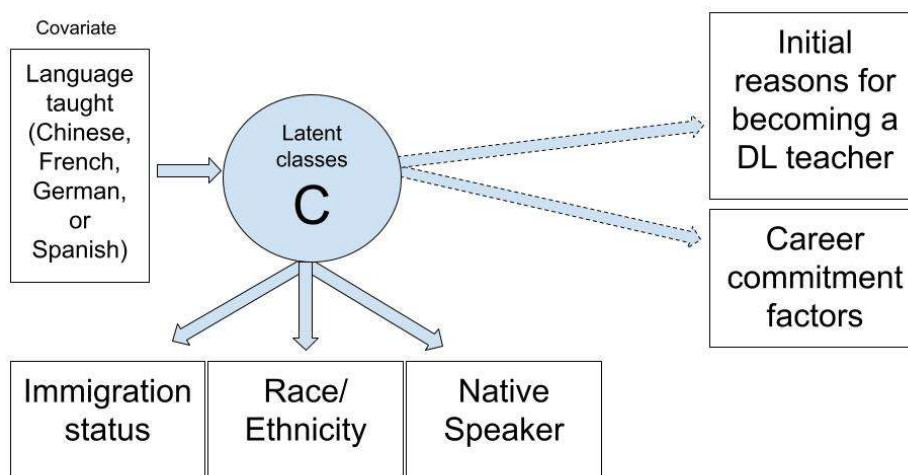 Covariate
Language
taught
(Chinese,
French,
German,
or
Spanish)
Latent
classes
C
Initial
reasons for
becoming a
DL teacher
Career
commitment
factors
Immigration
status
Race/
Ethnicity
Native
Speaker